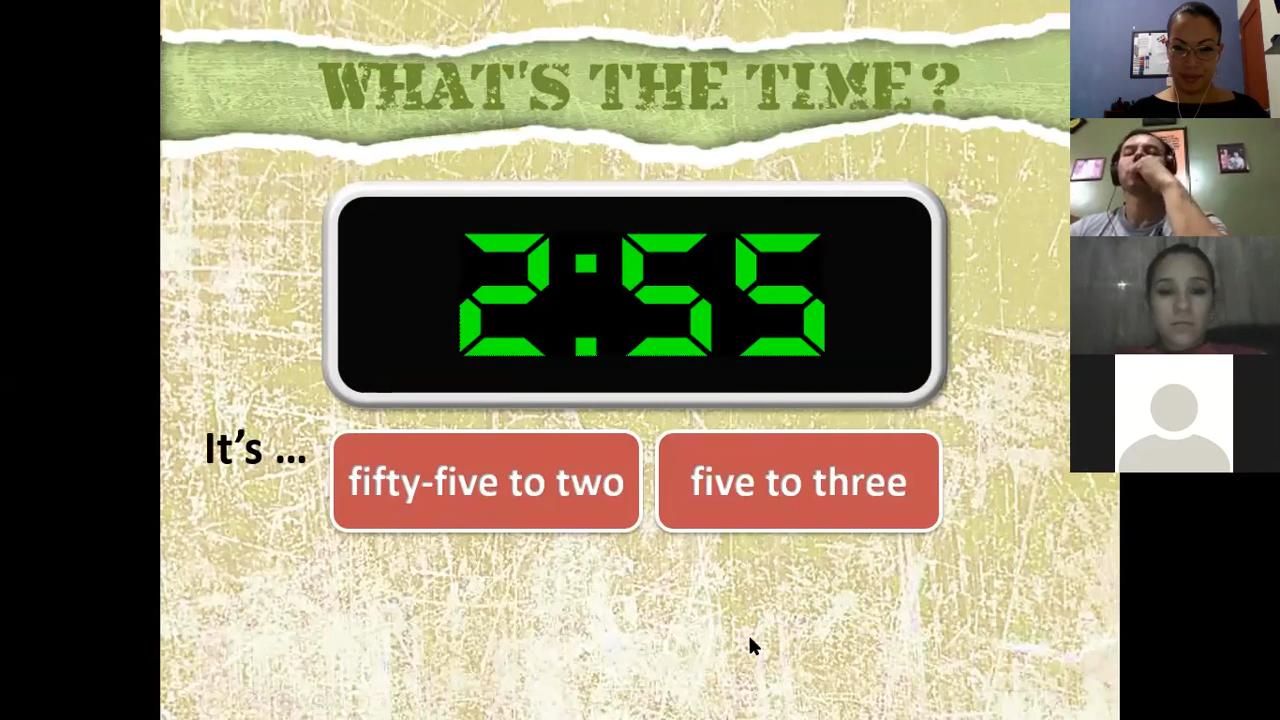 WHAT'S THE TIME?
2:55
It's ...
fifty-five to two
five to three